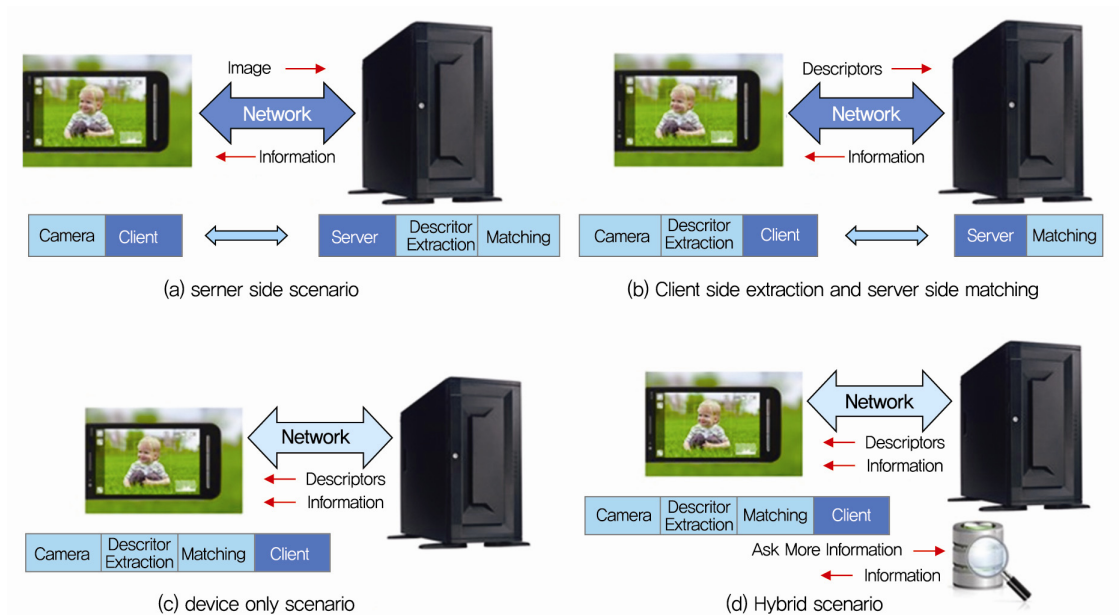 Image
Network
Information
Camera
Client
Server
Descritor
Extraction
Matching
(a) serner side scenario
Descriptors
Network
Information
Camera
Descritor
Extraction
Client
Server
Matching
(b) Client side extraction and server side matching
Network
Descriptors
Information
Camera
Descritor
Extraction
Matching
Client
(c) device only scenario
Network
Descriptors
Information
Camera
Descritor
Extraction
Matching
Client
Ask More Information
Information
(d) Hybrid scenario